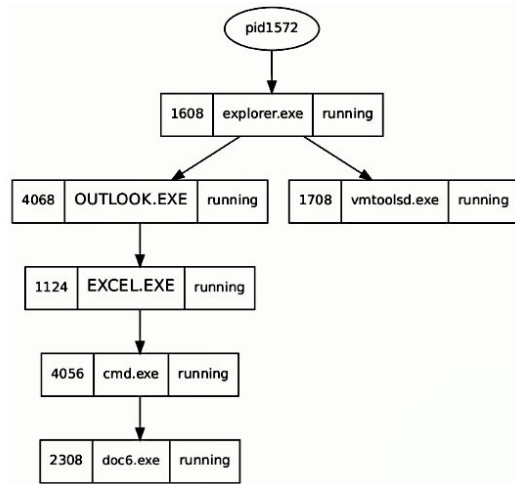 pid1572
1608 explorer.exe running
4068 OUTLOOK.EXE running
1708 vmtoolsd.exe running
1124 EXCEL.EXE running
4056 cmd.exe running
2308 doc6.exe running